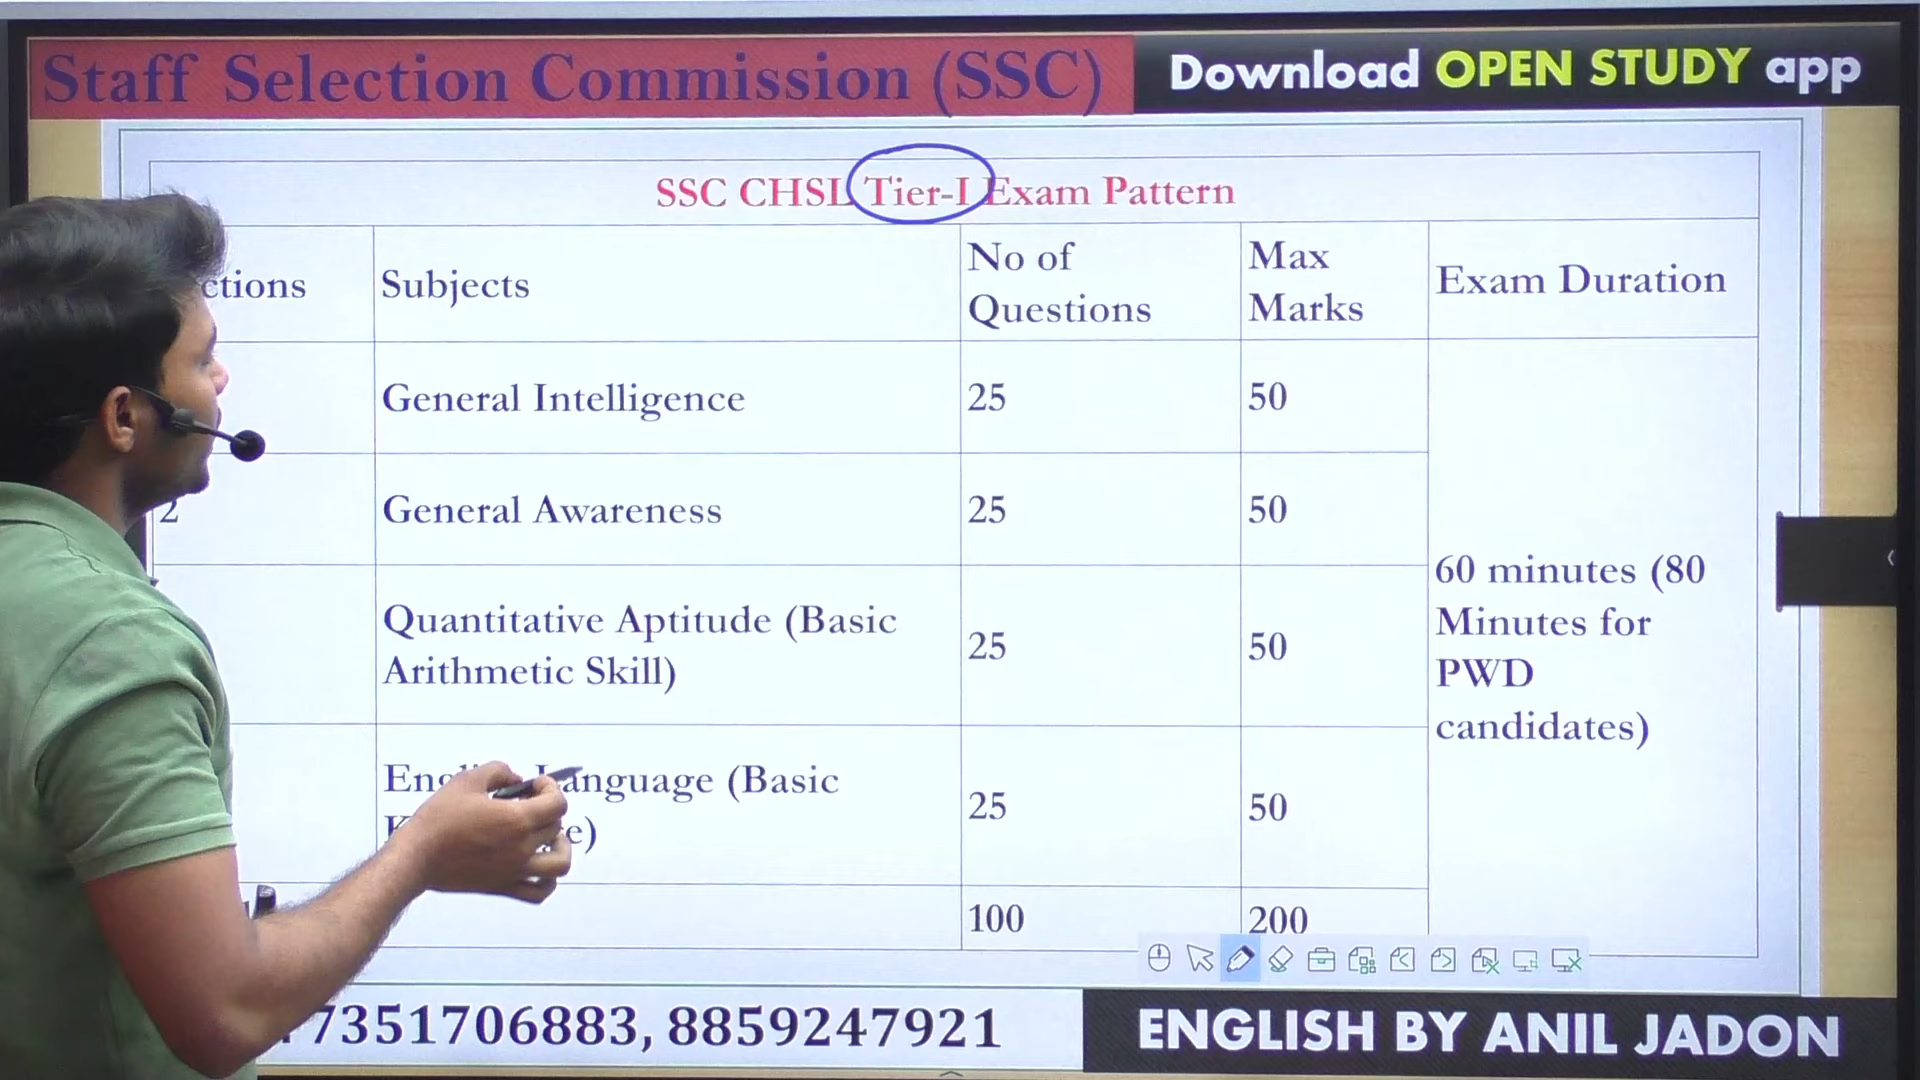 Staff Selection Commission (SSC)
Download OPEN STUDY app
SSC CHSL Tier-I Exam Pattern
Subjects
No of
Questions
Max
Marks
Exam Duration
General Intelligence
25
50
2
General Awareness
25
50
Quantitative Aptitude (Basic
Arithmetic Skill)
25
50
60 minutes (80
Minutes for
PWD
candidates)
Language (Basic
25
50
100
200
7351706883, 8859247921
ENGLISH BY ANIL JADON